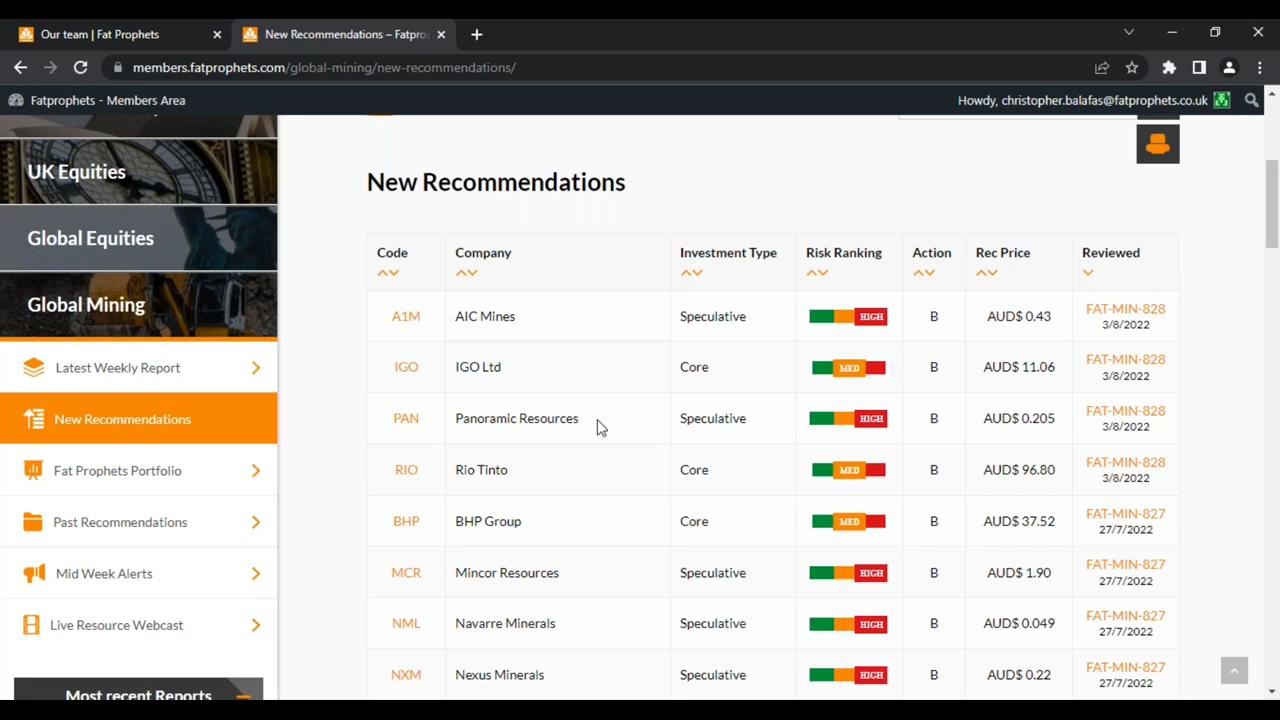 Our team | Fat Prophets
New Recommendations – Fatpro
members.fatprophets.com/global-mining/new-recommendations/
Fatprophets - Members Area
Howdy, christopher.balafas@fatprophets.co.uk
UK Equities
Global Equities
Global Mining
Latest Weekly Report
New Recommendations
Fat Prophets Portfolio
Past Recommendations
Mid Week Alerts
Live Resource Webcast
Most recent Reports
New Recommendations
Code Company Investment Type Risk Ranking Action Rec Price Reviewed
A1M AIC Mines Speculative HIGH B AUD$ 0.43 FAT-MIN-828
3/8/2022
IGO IGO Ltd Core MED B AUD$ 11.06 FAT-MIN-828
3/8/2022
PAN Panoramic Resources Speculative HIGH B AUD$ 0.205 FAT-MIN-828
3/8/2022
RIO Rio Tinto Core MED B AUD$ 96.80 FAT-MIN-828
3/8/2022
BHP BHP Group Core MED B AUD$ 37.52 FAT-MIN-827
27/7/2022
MCR Mincor Resources Speculative HIGH B AUD$ 1.90 FAT-MIN-827
27/7/2022
NML Navarre Minerals Speculative HIGH B AUD$ 0.049 FAT-MIN-827
27/7/2022
NXM Nexus Minerals Speculative HIGH B AUD$ 0.22 FAT-MIN-827
27/7/2022